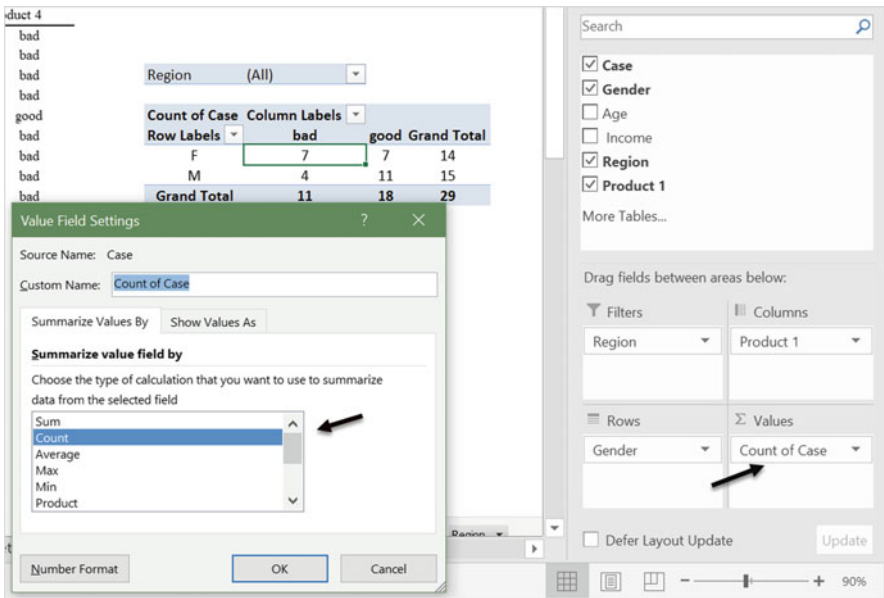 duct 4
bad
bad
bad
bad
good
bad
bad
bad
bad
Region (All)
Count of Case Column Labels
Row Labels bad good Grand Total
F 7 7 14
M 4 11 15
Grand Total 11 18 29
Value Field Settings ? ×
Source Name: Case
Custom Name: Count of Case
Summarize Values By Show Values As
Summarize value field by
Choose the type of calculation that you want to use to summarize
data from the selected field
Sum
Count
Average
Max
Min
Product
Number Format OK Cancel
Region
Search
Case
Gender
Age
Income
Region
Product 1
More Tables...
Drag fields between areas below:
Filters Columns
Region Product 1
Rows Σ Values
Gender Count of Case
Defer Layout Update Update
- + 90%